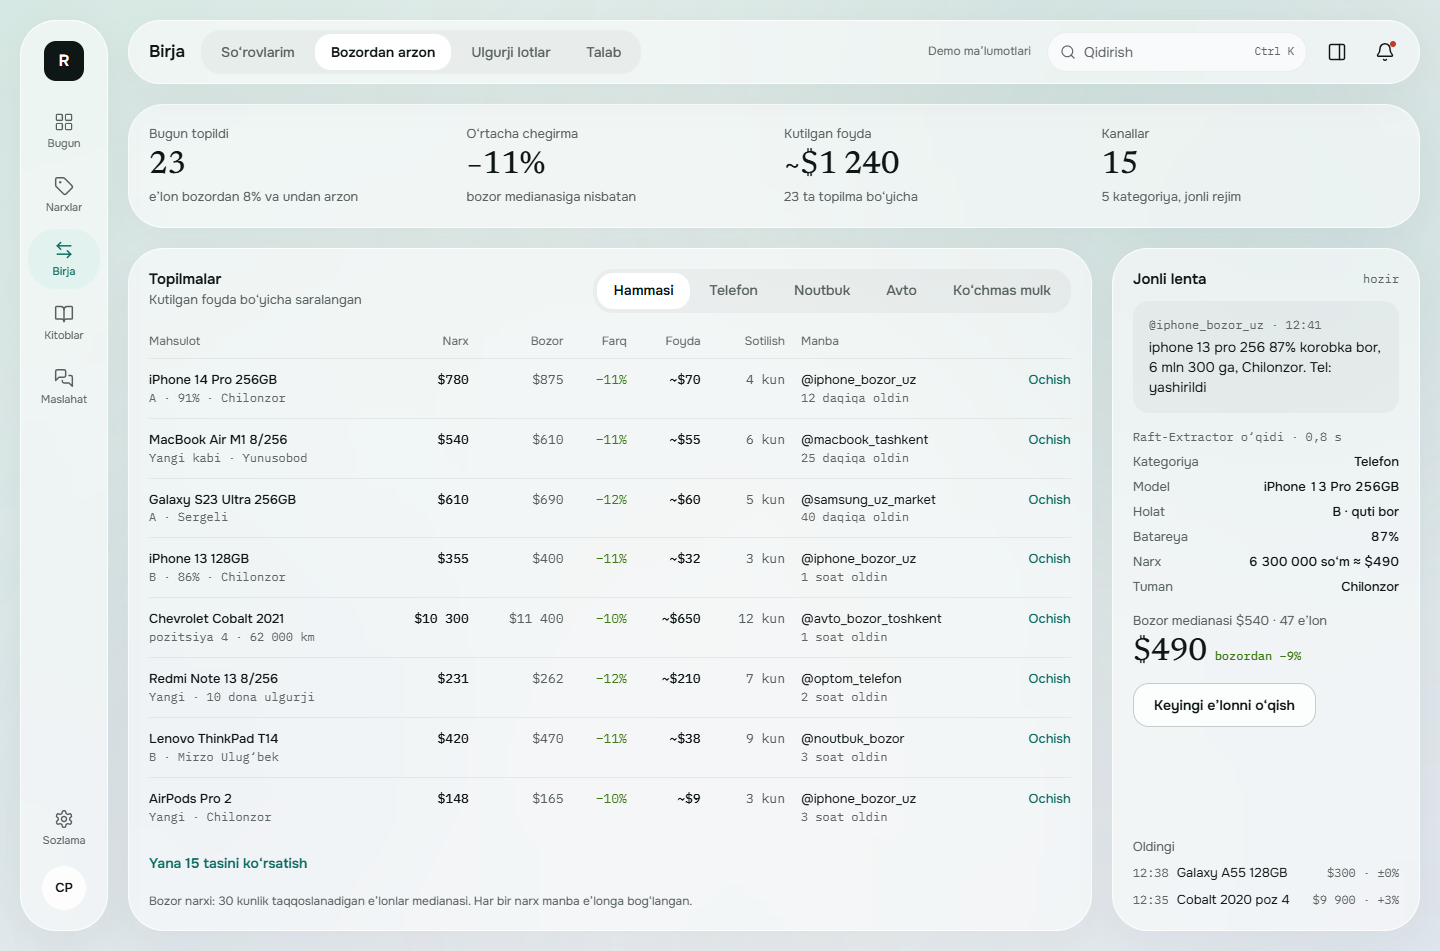 R
Bugun
Narxlar
Birja
Kitoblar
Maslahat
Sozlama
CP
Birja
So‘rovlarim
Bozordan arzon
Ulgurji lotlar
Talab
Demo ma’lumotlari
Qidirish
Ctrl K
Bugun topildi
23
e’lon bozordan 8% va undan arzon
O‘rtacha chegirma
−11%
bozor medianasiga nisbatan
Kutilgan foyda
~$1 240
23 ta topilma bo‘yicha
Kanallar
15
5 kategoriya, jonli rejim
Topilmalar
Kutilgan foyda bo‘yicha saralangan
Hammasi
Telefon
Noutbuk
Avto
Ko‘chmas mulk
Mahsulot Narx Bozor Farq Foyda Sotilish Manba
iPhone 14 Pro 256GB $780 $875 −11% ~$70 4 kun @iphone_bozor_uz Ochish
A · 91% · Chilonzor 12 daqiqa oldin
MacBook Air M1 8/256 $540 $610 −11% ~$55 6 kun @macbook_tashkent Ochish
Yangi kabi · Yunusobod 25 daqiqa oldin
Galaxy S23 Ultra 256GB $610 $690 −12% ~$60 5 kun @samsung_uz_market Ochish
A · Sergeli 40 daqiqa oldin
iPhone 13 128GB $355 $400 −11% ~$32 3 kun @iphone_bozor_uz Ochish
B · 86% · Chilonzor 1 soat oldin
Chevrolet Cobalt 2021 $10 300 $11 400 −10% ~$650 12 kun @avto_bozor_toshkent Ochish
pozitsiya 4 · 62 000 km 1 soat oldin
Redmi Note 13 8/256 $231 $262 −12% ~$210 7 kun @optom_telefon Ochish
Yangi · 10 dona ulgurji 2 soat oldin
Lenovo ThinkPad T14 $420 $470 −11% ~$38 9 kun @noutbuk_bozor Ochish
B · Mirzo Ulug‘bek 3 soat oldin
AirPods Pro 2 $148 $165 −10% ~$9 3 kun @iphone_bozor_uz Ochish
Yangi · Chilonzor 3 soat oldin
Yana 15 tasini ko‘rsatish
Bozor narxi: 30 kunlik taqqoslanadigan e’lonlar medianasi. Har bir narx manba e’longa bog‘langan.
Jonli lenta
hozir
@iphone_bozor_uz · 12:41
iphone 13 pro 256 87% korobka bor,
6 mln 300 ga, Chilonzor. Tel:
yashirildi
Raft-Extractor o‘qidi · 0,8 s
Kategoriya Telefon
Model iPhone 13 Pro 256GB
Holat B · quti bor
Batareya 87%
Narx 6 300 000 so‘m ≈ $490
Tuman Chilonzor
Bozor medianasi $540 · 47 e’lon
$490 bozordan −9%
Keyingi e’lonni o‘qish
Oldingi
12:38 Galaxy A55 128GB $300 · ±0%
12:35 Cobalt 2020 poz 4 $9 900 · +3%